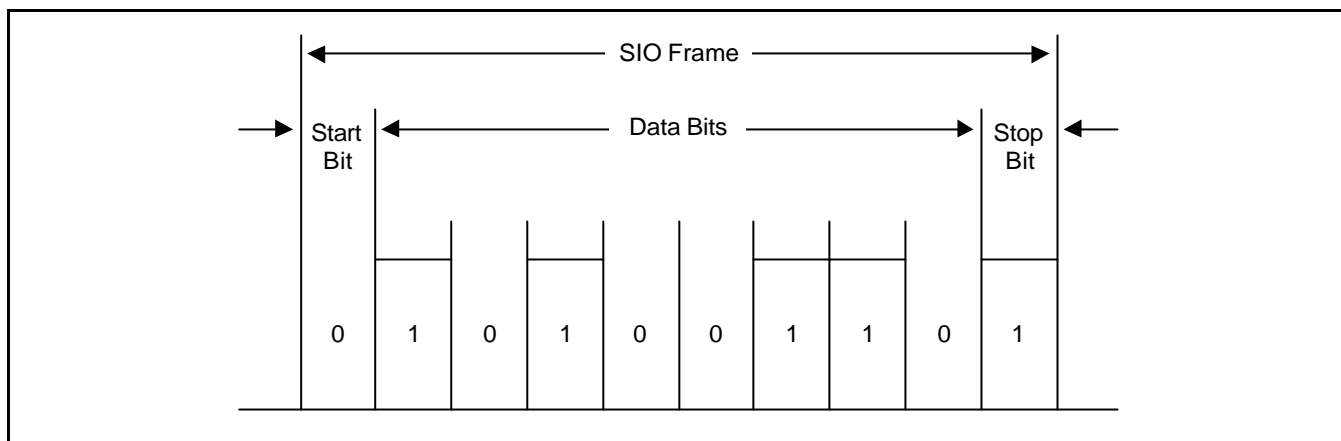 SIO Frame
Start
Bit
Data Bits
Stop
Bit
0 1 0 1 0 0 1 1 0 1